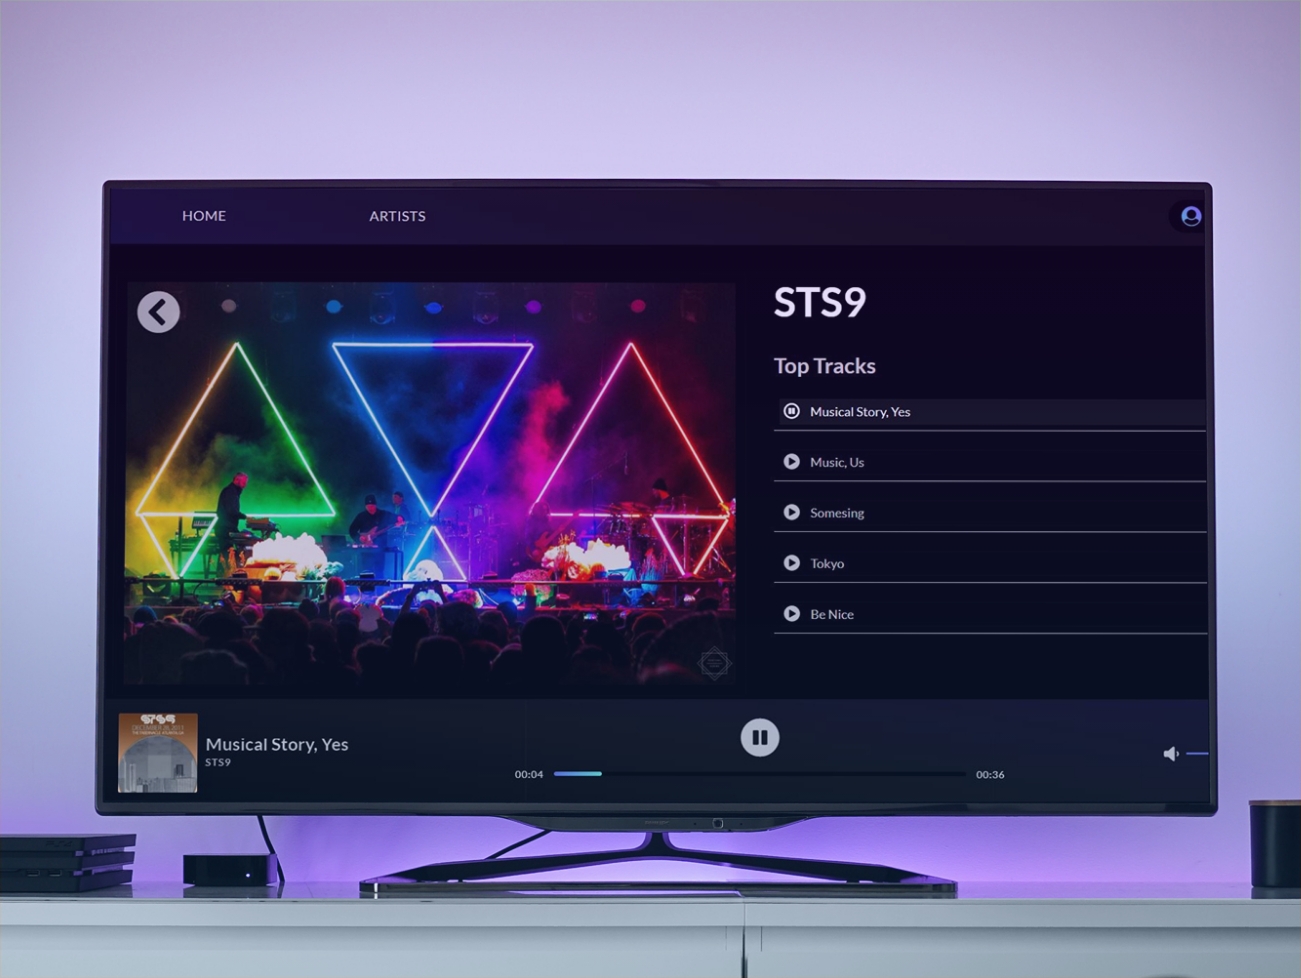 HOME
ARTISTS
STS9
Top Tracks
Musical Story, Yes
Music, Us
Somesing
Tokyo
Be Nice
STS9
Musical Story, Yes
STS9
00:04
00:36